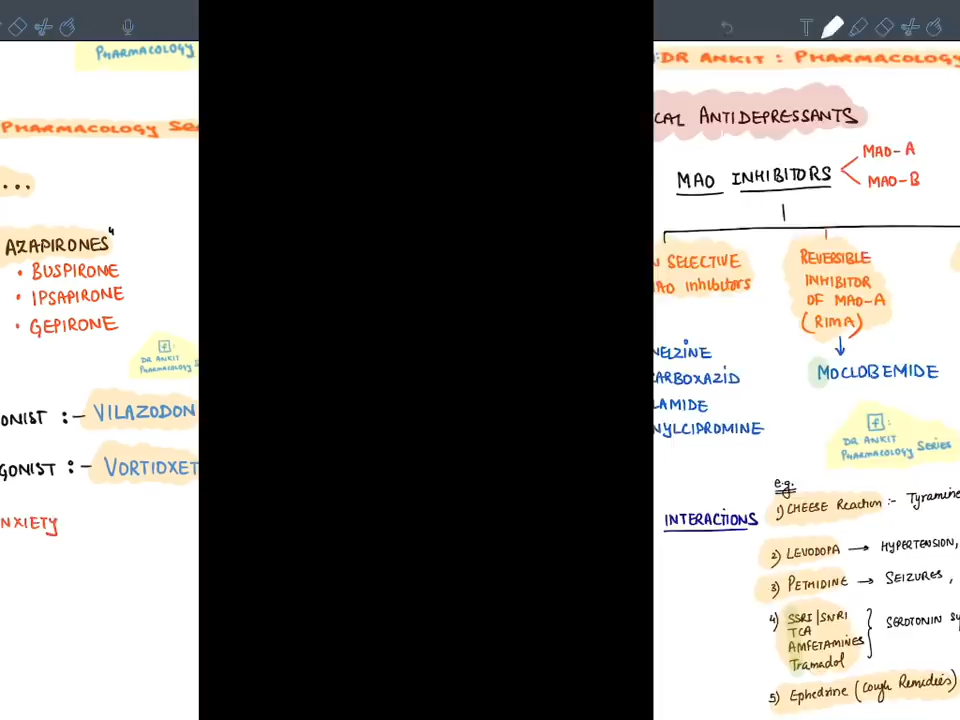 PHARMACOLOGY
PHARMACOLOGY
...
AZAPIRONES
• BUSPIRONE
• IPSAPIRONE
• GEPIRONE
f
DR ANKIT
PHARMACOLOGY
ONIST :- VILAZODON
GONIST :- VORTIOXET
NXIETY
DR ANKIT : PHARMACOLOGY
CAL ANTIDEPRESSANTS
MAO INHIBITORS
MAO-A
MAO-B
N SELECTIVE
AO inhibitors
NELZINE
CARBOXAZID
LAMIDE
NYLCIPROMINE
REVERSIBLE
INHIBITOR
OF MAO-A
(RIMA)
MOCLOBEMIDE
f:
DR ANKIT
PHARMACOLOGY SERIES
INTERACTIONS
e.g.
1) CHEESE Reaction :- Tyramine
2) LEVODOPA → HYPERTENSION,
3) PETHIDINE → SEIZURES,
4) SSRI|SNRI
TCA
AMFETAMINES
Tramadol
} SEROTONIN
5) Ephedrine (Cough Remedies)